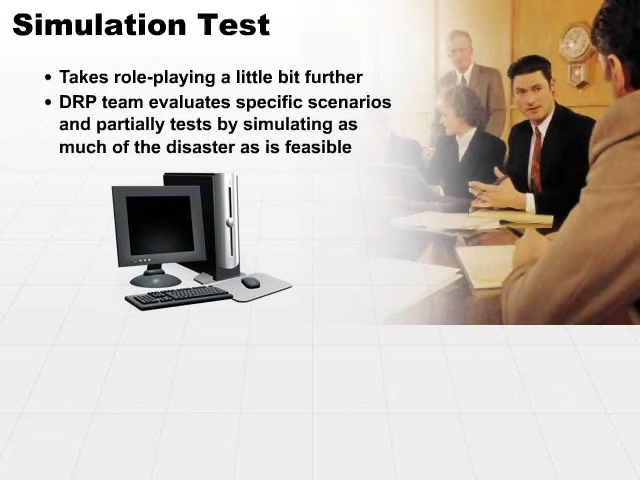 Simulation Test
• Takes role-playing a little bit further
• DRP team evaluates specific scenarios
and partially tests by simulating as
much of the disaster as is feasible